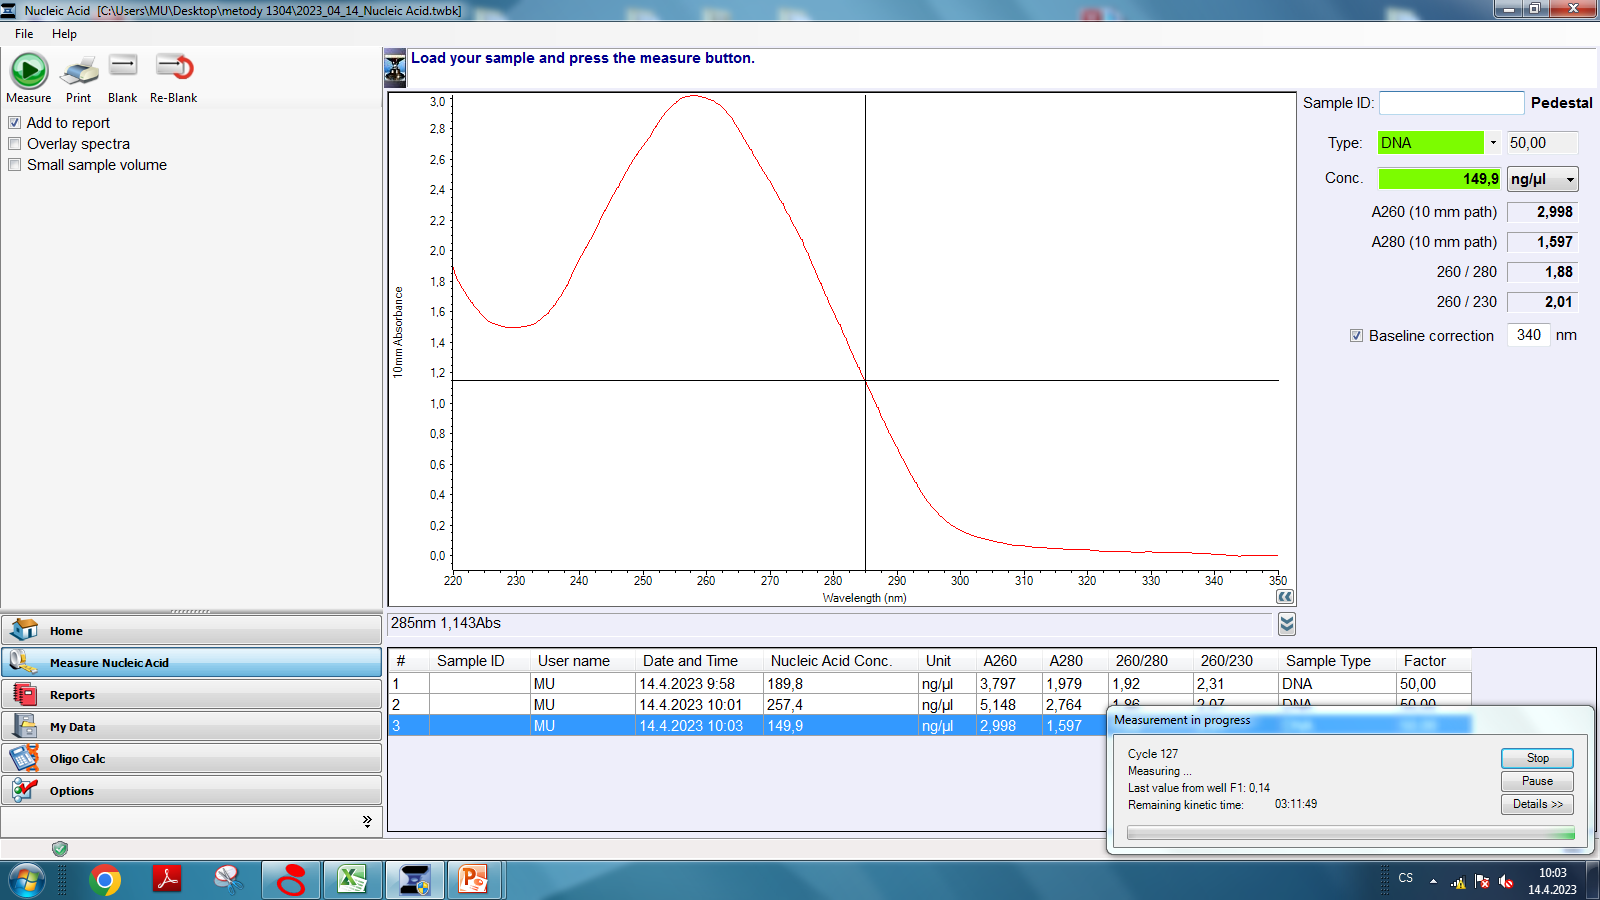 Nucleic Acid [C:\Users\MU\Desktop\metody 1304\2023_04_14_Nucleic Acid.twbk]
File Help
Measure Print Blank Re-Blank
Add to report
Overlay spectra
Small sample volume
Load your sample and press the measure button.
3,0
2,8
2,6
2,4
2,2
2,0
1,8
1,6
1,4
1,2
1,0
0,8
0,6
0,4
0,2
0,0
10mm Absorbance
220 230 240 250 260 270 280 290 300 310 320 330 340 350
Wavelength (nm)
285nm 1,143Abs
Sample ID: Pedestal
Type: DNA 50,00
Conc. 149,9 ng/µl
A260 (10 mm path) 2,998
A280 (10 mm path) 1,597
260 / 280 1,88
260 / 230 2,01
Baseline correction 340 nm
Home
Measure Nucleic Acid
Reports
My Data
Oligo Calc
Options
# Sample ID User name Date and Time Nucleic Acid Conc. Unit A260 A280 260/280 260/230 Sample Type Factor
1 MU 14.4.2023 9:58 189,8 ng/µl 3,797 1,979 1,92 2,31 DNA 50,00
2 MU 14.4.2023 10:01 257,4 ng/µl 5,148 2,764 1,86 2,07 DNA 50,00
3 MU 14.4.2023 10:03 149,9 ng/µl 2,998 1,597
Measurement in progress
Cycle 127
Measuring ...
Last value from well F1: 0,14
Remaining kinetic time: 03:11:49
Stop
Pause
Details >>
CS
10:03
14.4.2023